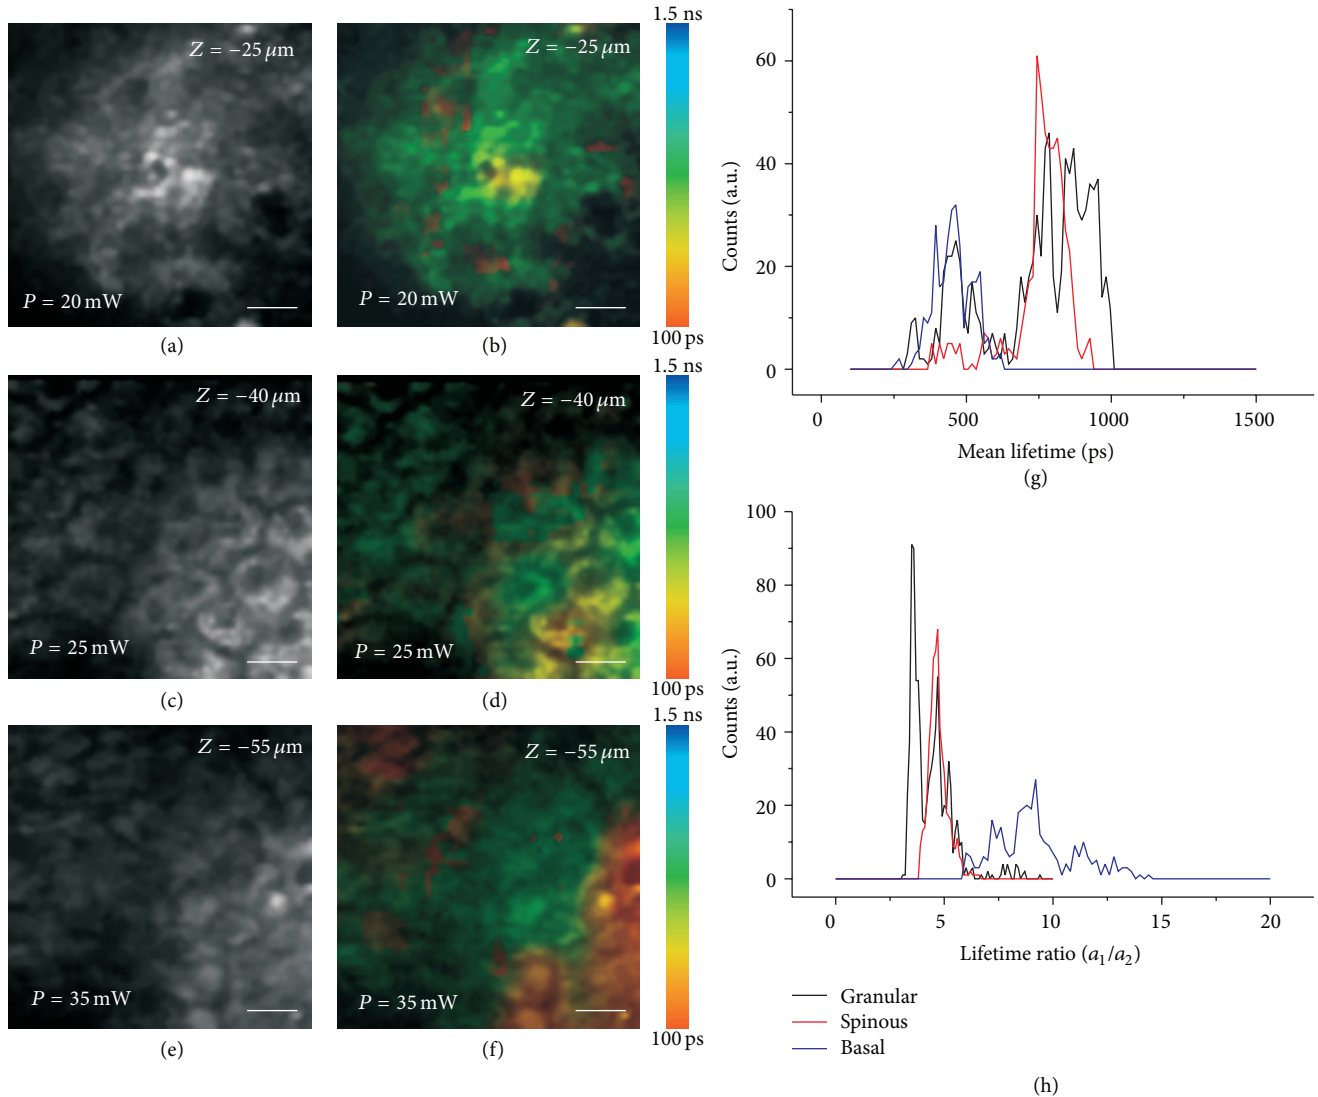 Z = −25 μm
P = 20 mW
(a)
Z = −25 μm
P = 20 mW
(b)
1.5 ns
100 ps
Z = −40 μm
P = 25 mW
(c)
Z = −40 μm
P = 25 mW
(d)
100 ps
Z = −55 μm
P = 35 mW
(e)
Z = −55 μm
P = 35 mW
(f)
1.5 ns
100 ps
60
40
20
0
Counts (a.u.)
0 500 1000 1500
Mean lifetime (ps)
(g)
100
80
60
40
20
0
Counts (a.u.)
0 5 10 15 20
Lifetime ratio (a1/a2)
Granular
Spinous
Basal
(h)